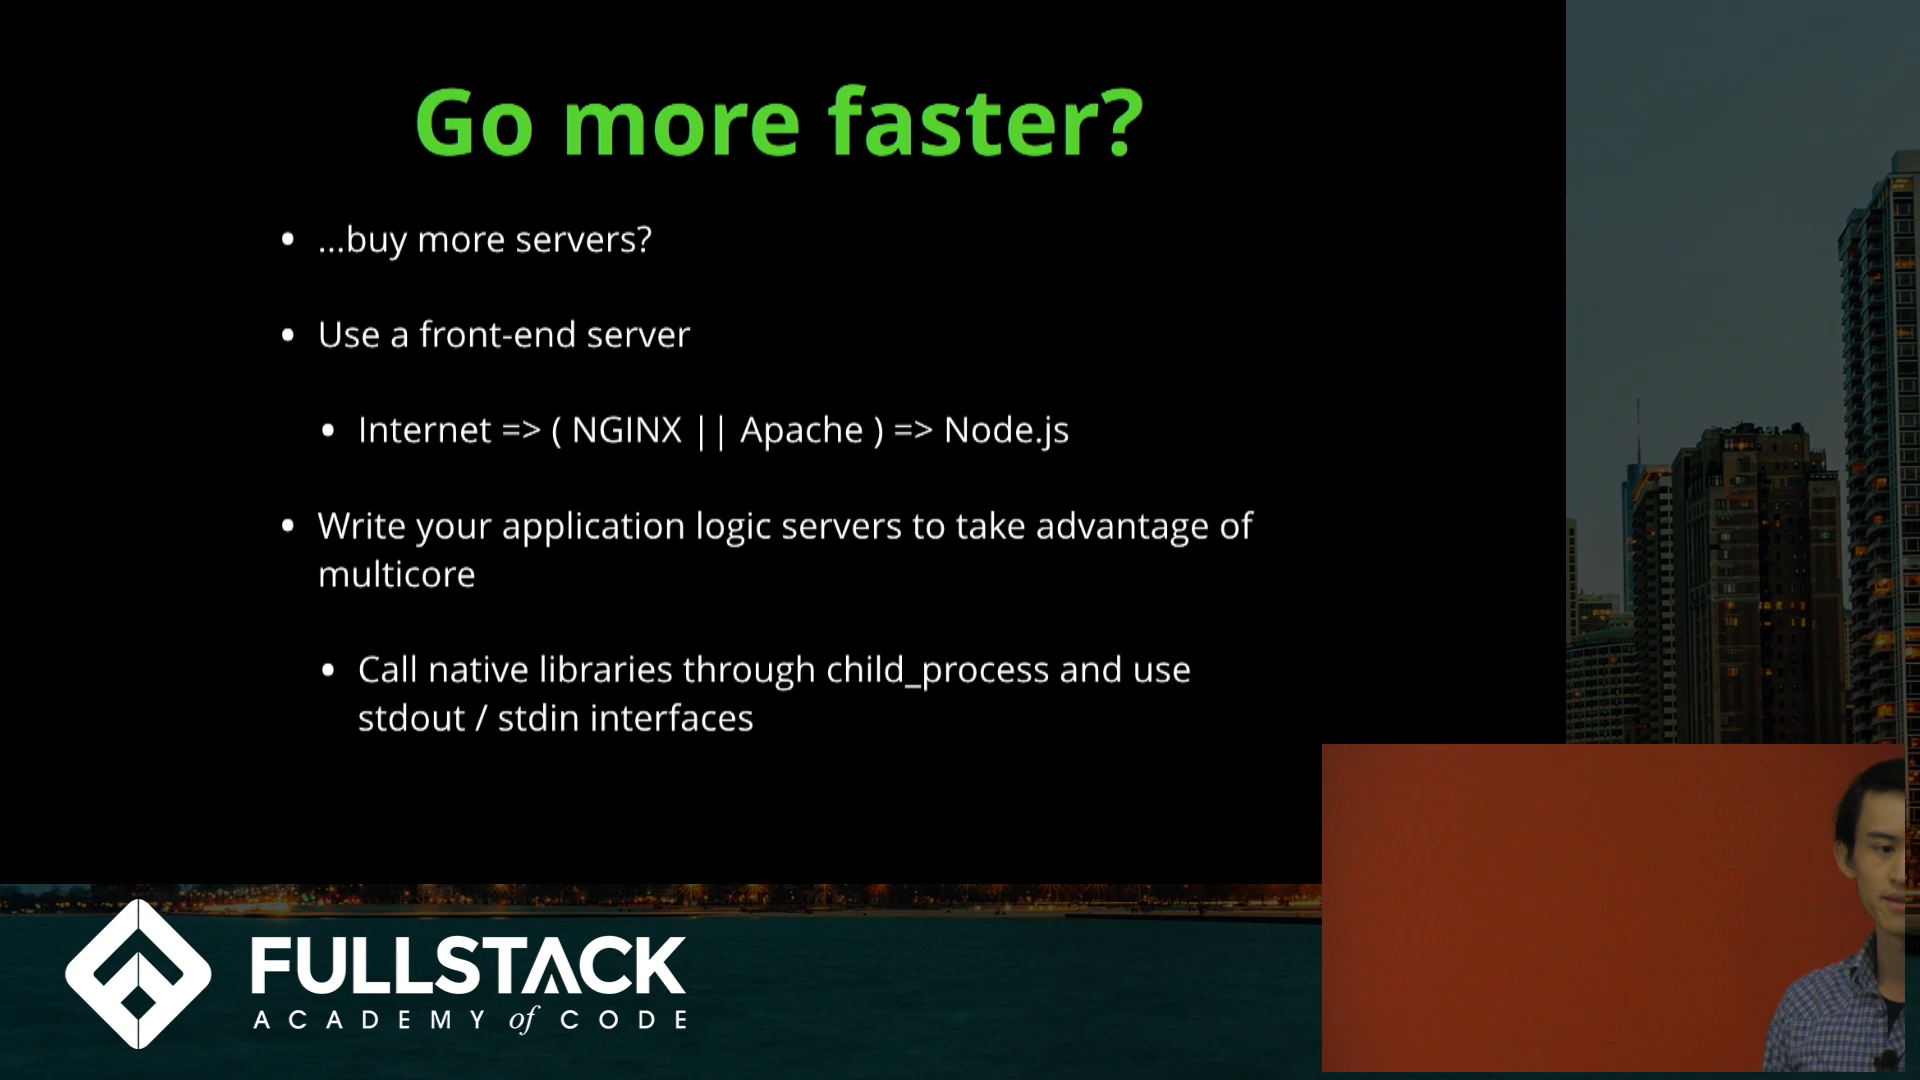 Go more faster?
• ...buy more servers?
• Use a front-end server
• Internet => ( NGINX || Apache ) => Node.js
• Write your application logic servers to take advantage of
multicore
• Call native libraries through child_process and use
stdout / stdin interfaces
FULLSTACK
ACADEMY of CODE